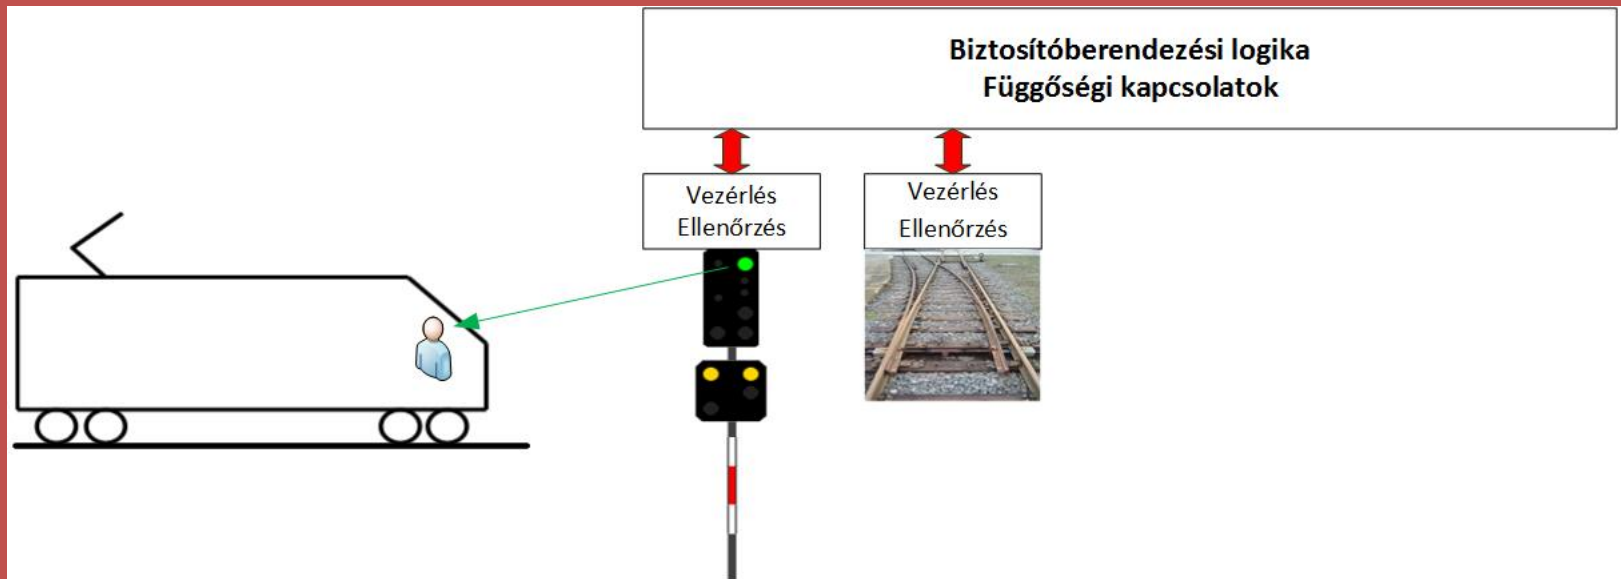 Biztosítóberendezési logika
Függőségi kapcsolatok
Vezérlés
Ellenőrzés
Vezérlés
Ellenőrzés